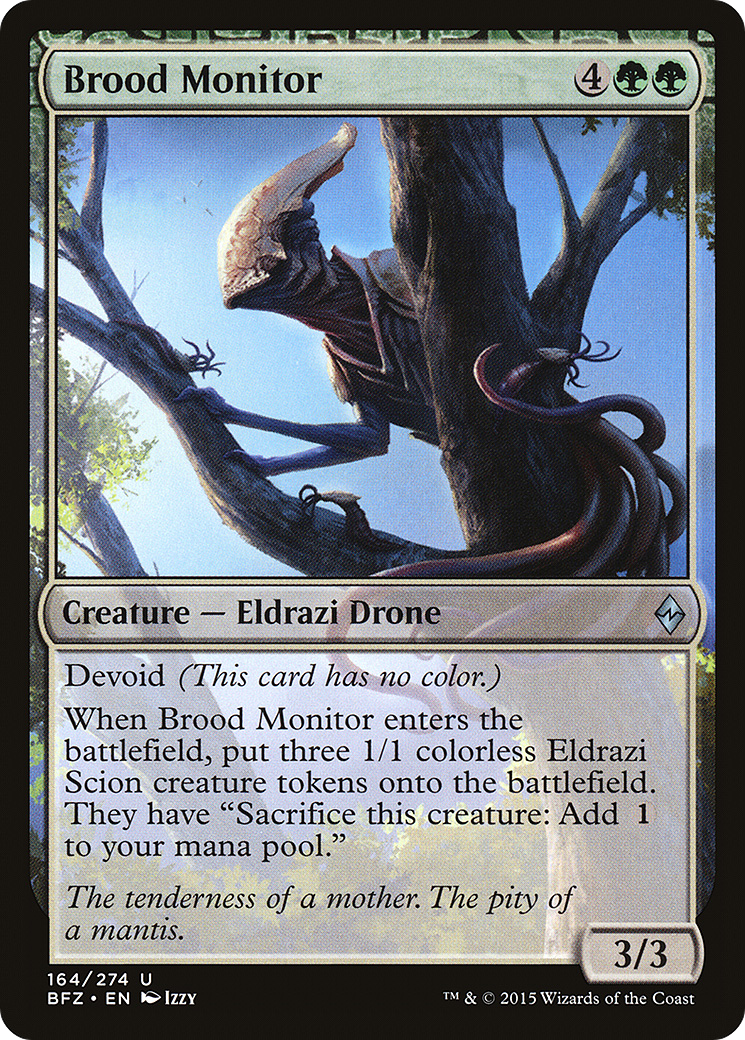 Brood Monitor 4
Creature — Eldrazi Drone
Devoid (This card has no color.)
When Brood Monitor enters the
battlefield, put three 1/1 colorless Eldrazi
Scion creature tokens onto the battlefield.
They have “Sacrifice this creature: Add 1
to your mana pool.”
The tenderness of a mother. The pity of
a mantis.
3/3
164/274 U
BFZ • EN Izzy
™ & © 2015 Wizards of the Coast